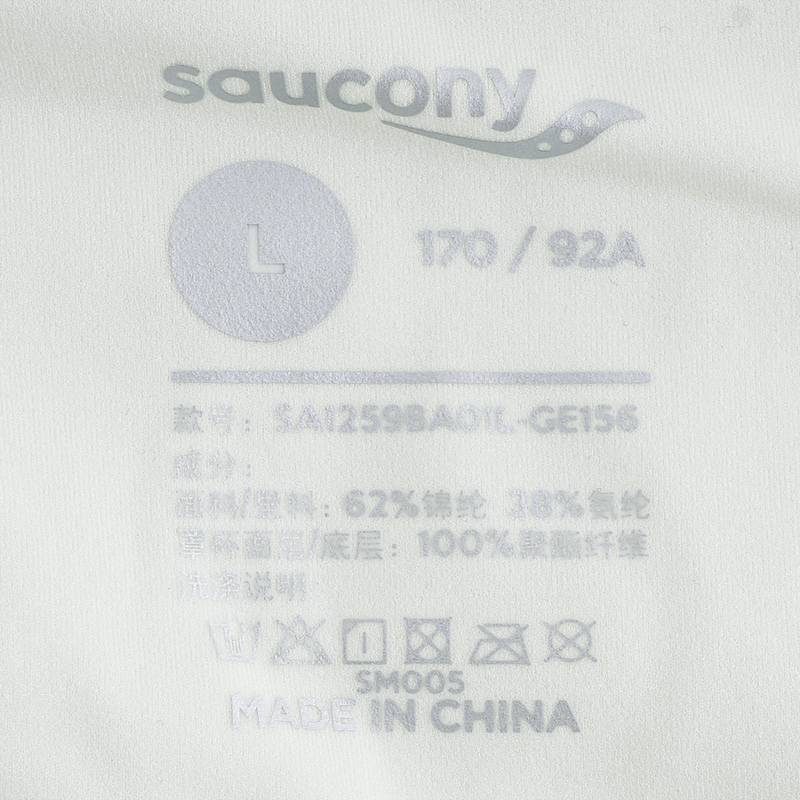 saucony
L 170 / 92A
款号：SA1259BA01L-GE156
成分：
面料/里料：62%锦纶 38%氨纶
罩杯面层/底层：100%聚酯纤维
洗涤说明
SM005
MADE IN CHINA